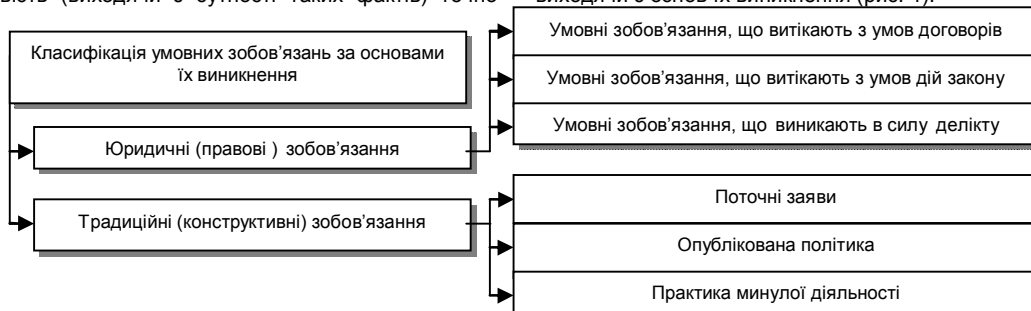 Умовні зобов’язання, що витікають з умов договорів
Класифікація умовних зобов’язань за основами
їх виникнення
Умовні зобов’язання, що витікають з умов дій закону
Умовні зобов’язання, що виникають в силу делікту
Юридичні (правові ) зобов’язання
Поточні заяви
Традиційні (конструктивні) зобов’язання
Опублікована політика
Практика минулої діяльності